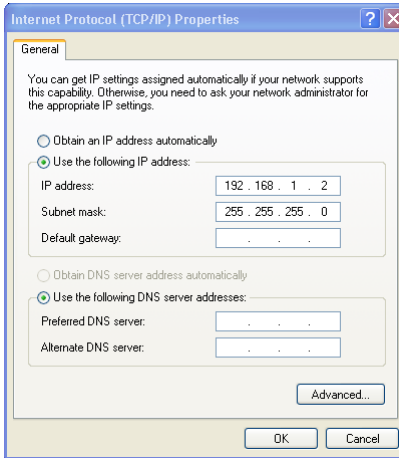 Internet Protocol (TCP/IP) Properties
General
You can get IP settings assigned automatically if your network supports
this capability. Otherwise, you need to ask your network administrator for
the appropriate IP settings.
Obtain an IP address automatically
Use the following IP address:
IP address: 192 . 168 . 1 . 2
Subnet mask: 255 . 255 . 255 . 0
Default gateway: . . .
Obtain DNS server address automatically
Use the following DNS server addresses:
Preferred DNS server: . . .
Alternate DNS server: . . .
Advanced...
OK Cancel